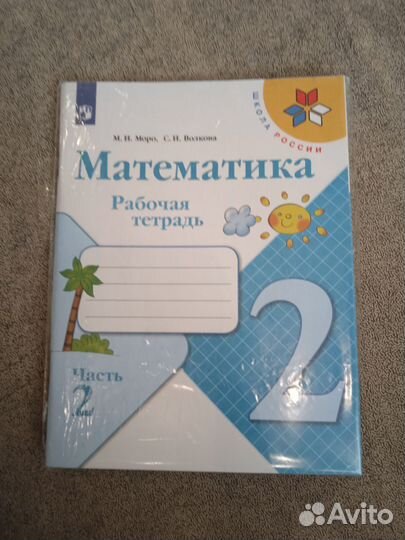 М. И. Моро, С. И. Волкова
ШКОЛА РОССИИ
Математика
Рабочая
тетрадь
2
Часть
2
Avito